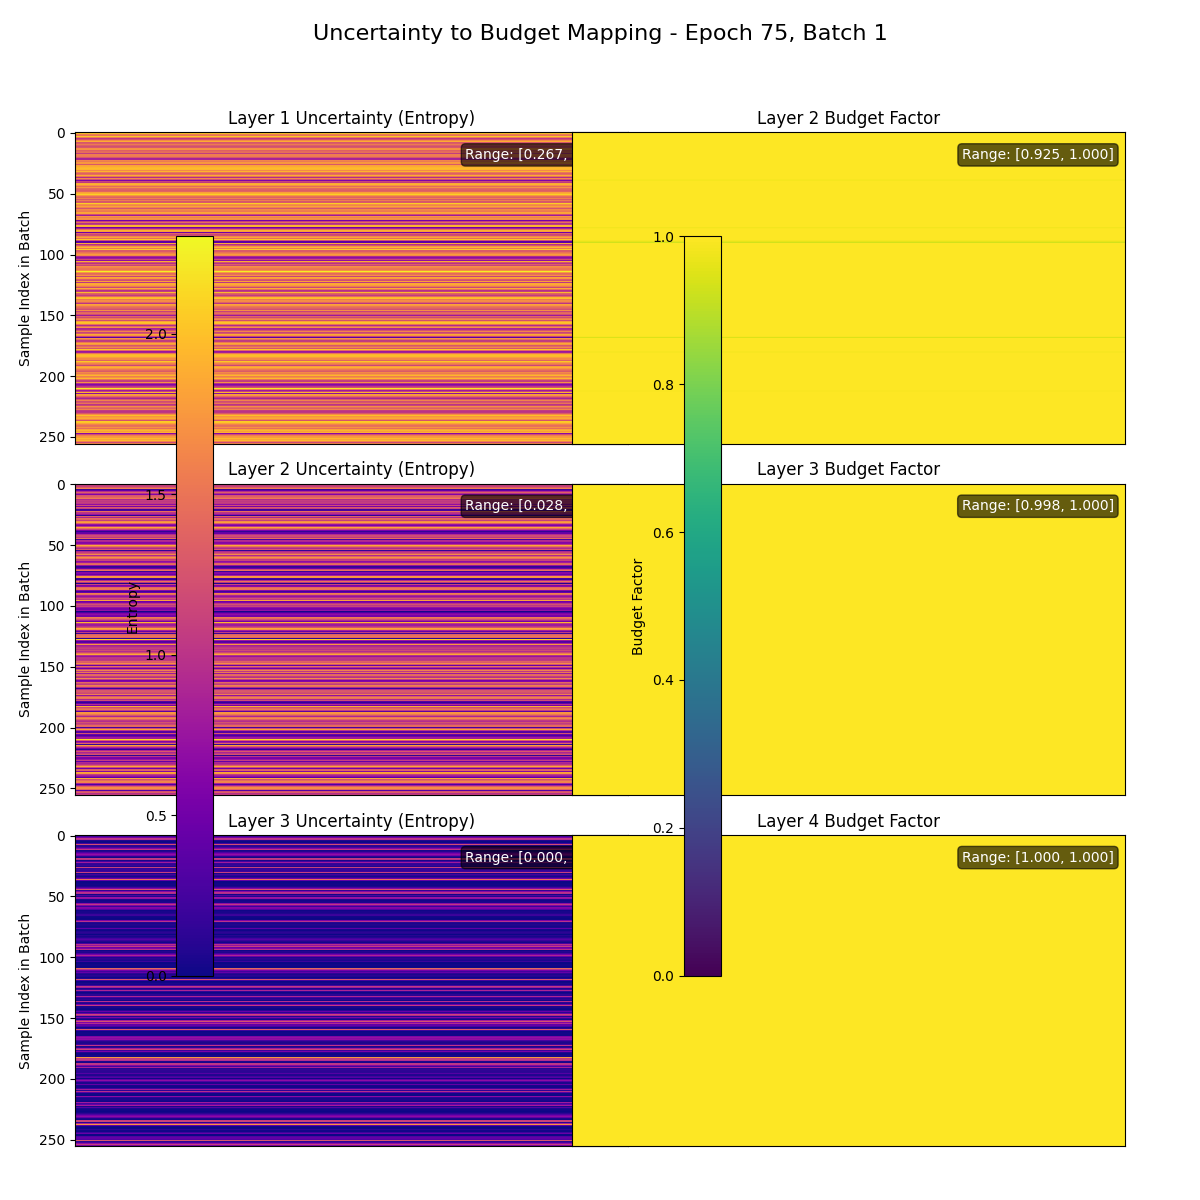 Uncertainty to Budget Mapping - Epoch 75, Batch 1
Layer 1 Uncertainty (Entropy)
Layer 2 Budget Factor
Range: [0.267,
Range: [0.925, 1.000]
Sample Index in Batch
0
50
100
150
200
250
Layer 2 Uncertainty (Entropy)
Layer 3 Budget Factor
Range: [0.028,
Range: [0.998, 1.000]
Sample Index in Batch
0
50
100
150
200
250
Layer 3 Uncertainty (Entropy)
Layer 4 Budget Factor
Range: [0.000,
Range: [1.000, 1.000]
Sample Index in Batch
0
50
100
150
200
250
Entropy
2.0
1.5
1.0
0.5
0.0
Budget Factor
1.0
0.8
0.6
0.4
0.2
0.0